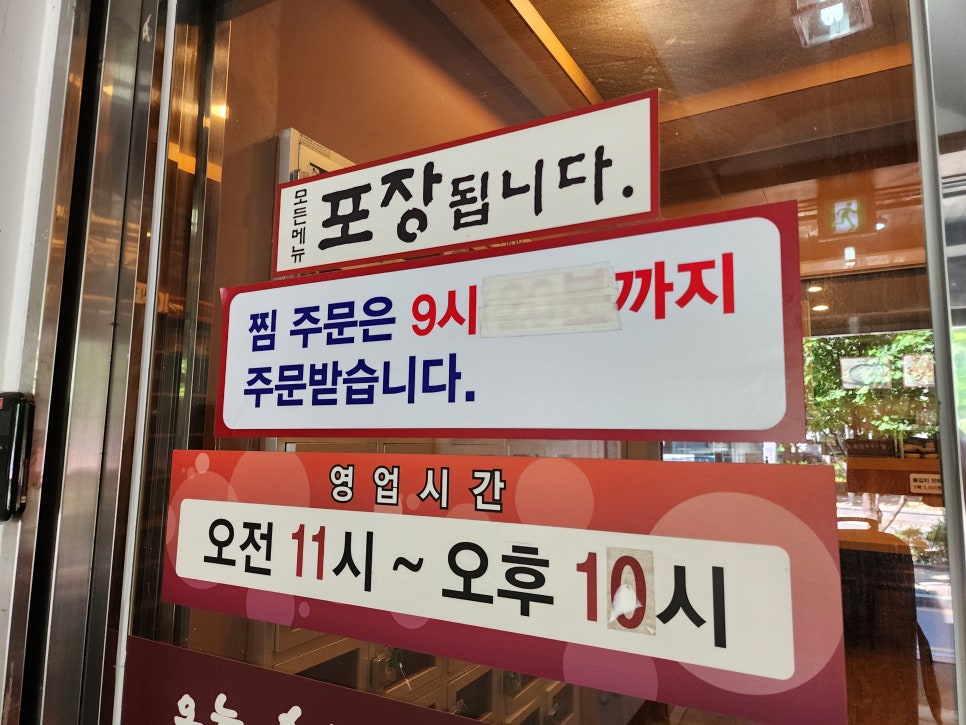 모든메뉴 포장됩니다.
찜 주문은 9시 까지
주문받습니다.
영업시간
오전 11시 ~ 오후 10시